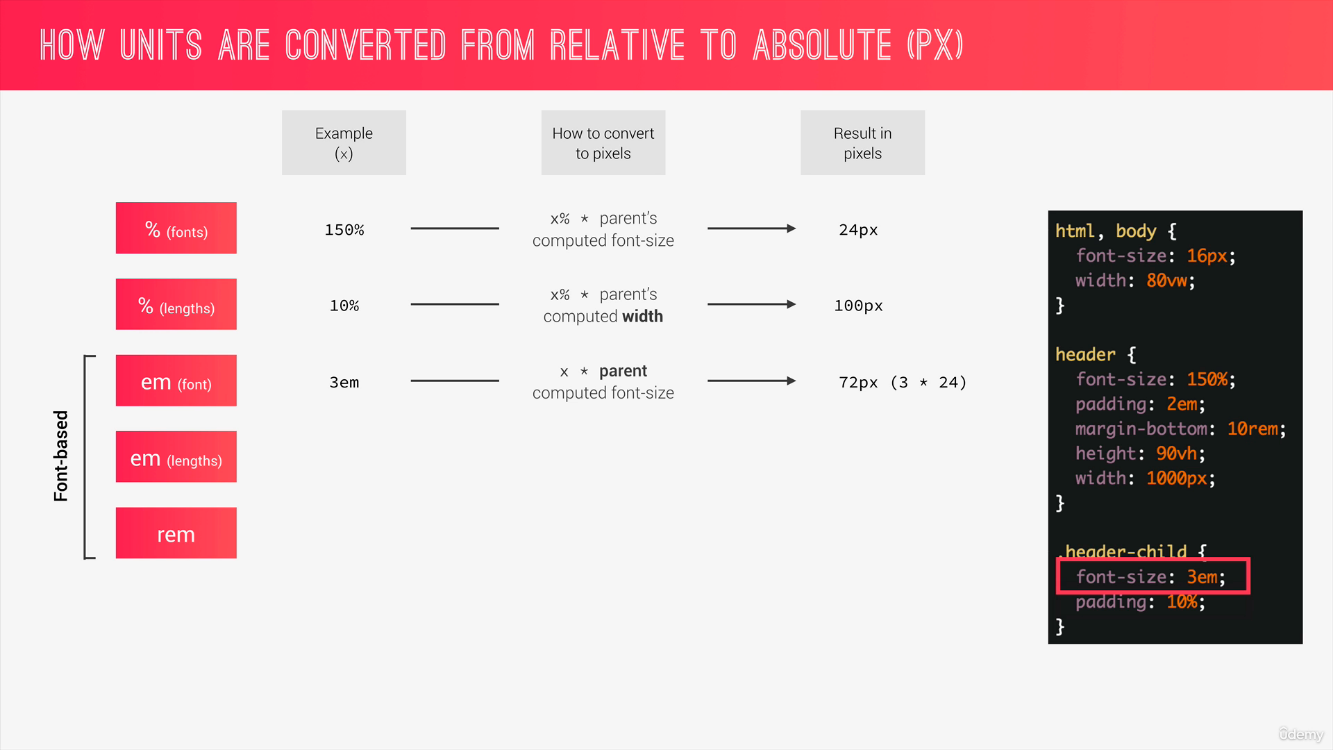 HOW UNITS ARE CONVERTED FROM RELATIVE TO ABSOLUTE (PX)
Example
(x)
How to convert
to pixels
Result in
pixels
% (fonts)
150%
x% * parent's
computed font-size
24px
% (lengths)
10%
x% * parent's
computed width
100px
Font-based
em (font)
3em
x * parent
computed font-size
72px (3 * 24)
em (lengths)
rem
html, body {
font-size: 16px;
width: 80vw;
}
header {
font-size: 150%;
padding: 2em;
margin-bottom: 10rem;
height: 90vh;
width: 1000px;
}
.header-child {
font-size: 3em;
padding: 10%;
}
ûdemy